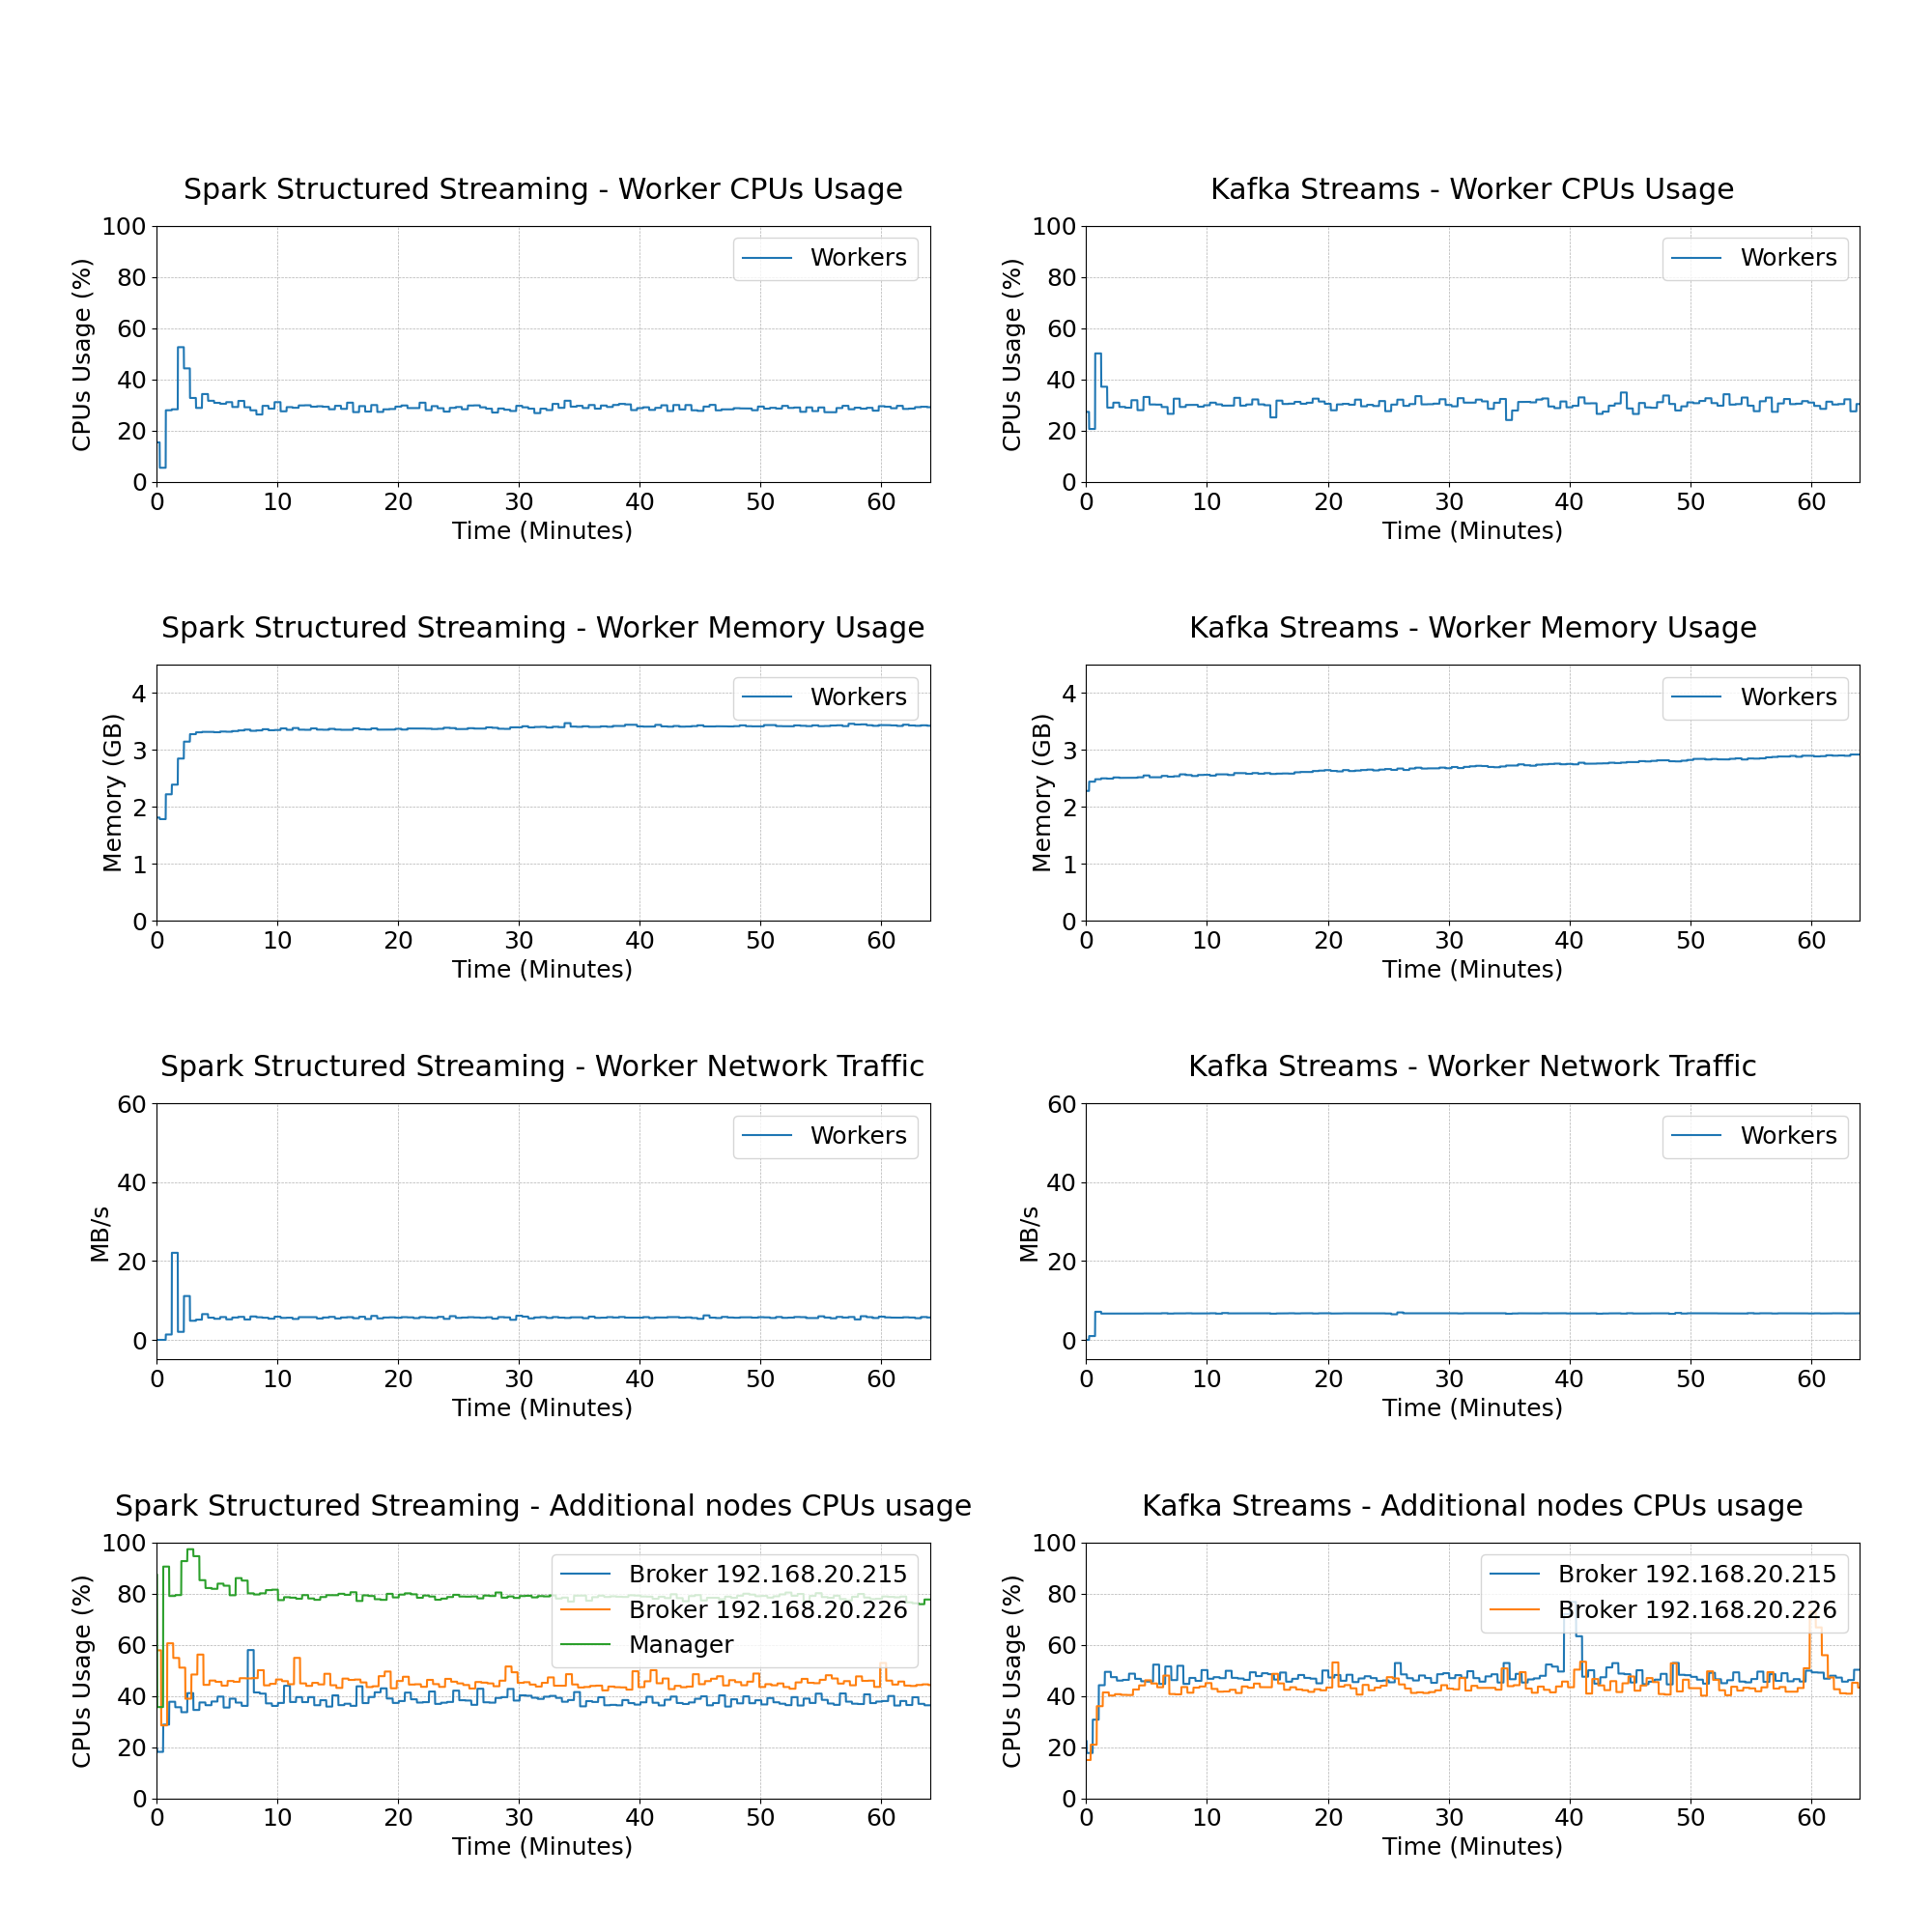 Spark Structured Streaming - Worker CPUs Usage
CPUs Usage (%)
100
80
60
40
20
0
Workers
0 10 20 30 40 50 60
Time (Minutes)
Kafka Streams - Worker CPUs Usage
CPUs Usage (%)
100
80
60
40
20
0
Workers
0 10 20 30 40 50 60
Time (Minutes)
Spark Structured Streaming - Worker Memory Usage
Memory (GB)
4
3
2
1
0
Workers
0 10 20 30 40 50 60
Time (Minutes)
Kafka Streams - Worker Memory Usage
Memory (GB)
4
3
2
1
0
Workers
0 10 20 30 40 50 60
Time (Minutes)
Spark Structured Streaming - Worker Network Traffic
MB/s
60
40
20
0
Workers
0 10 20 30 40 50 60
Time (Minutes)
Kafka Streams - Worker Network Traffic
MB/s
60
40
20
0
Workers
0 10 20 30 40 50 60
Time (Minutes)
Spark Structured Streaming - Additional nodes CPUs usage
CPUs Usage (%)
100
80
60
40
20
0
Broker 192.168.20.215
Broker 192.168.20.226
Manager
0 10 20 30 40 50 60
Time (Minutes)
Kafka Streams - Additional nodes CPUs usage
CPUs Usage (%)
100
80
60
40
20
0
Broker 192.168.20.215
Broker 192.168.20.226
0 10 20 30 40 50 60
Time (Minutes)